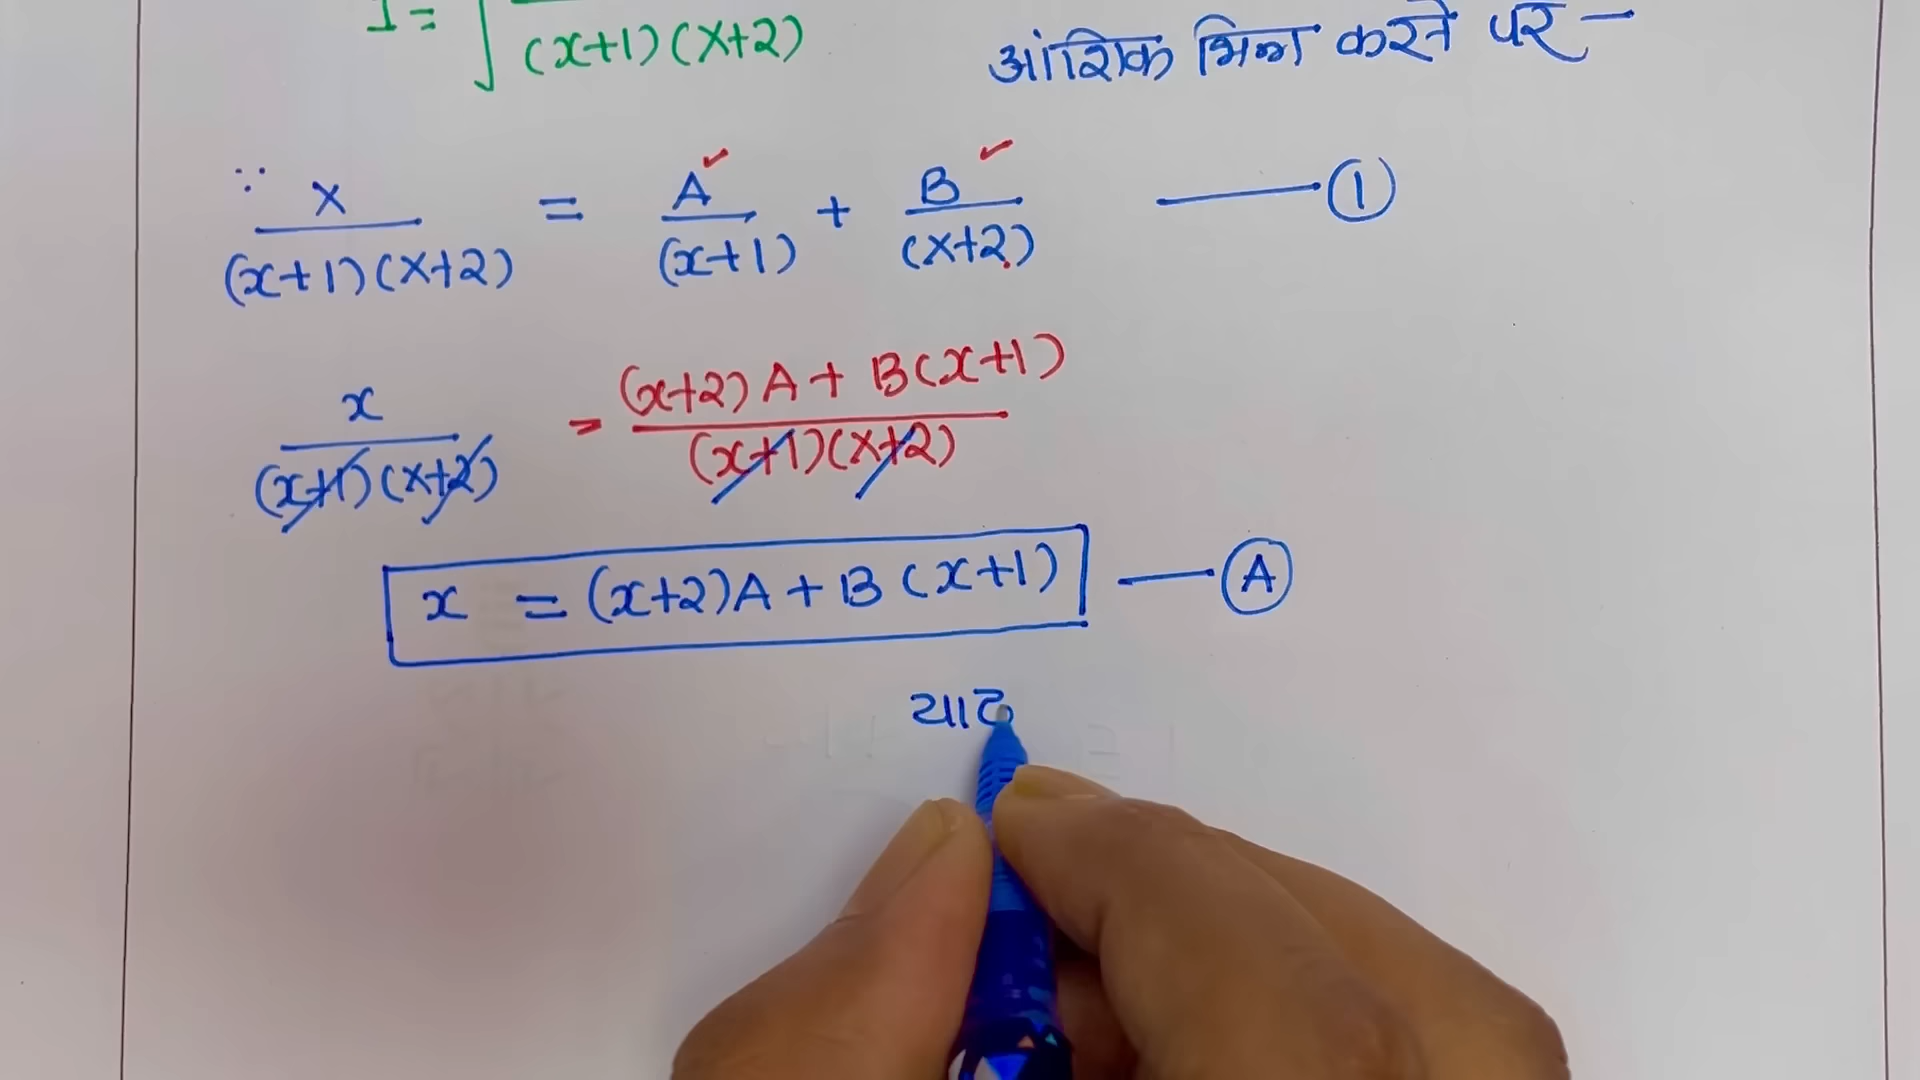 I = ∫ (x+1)(x+2)
आंशिक भिन्न करने पर —
∵ x/(x+1)(x+2) = A/(x+1) + B/(x+2) —— ①
x/(x+1)(x+2) = (x+2)A + B(x+1)/(x+1)(x+2)
x = (x+2)A + B(x+1) —— Ⓐ
याद